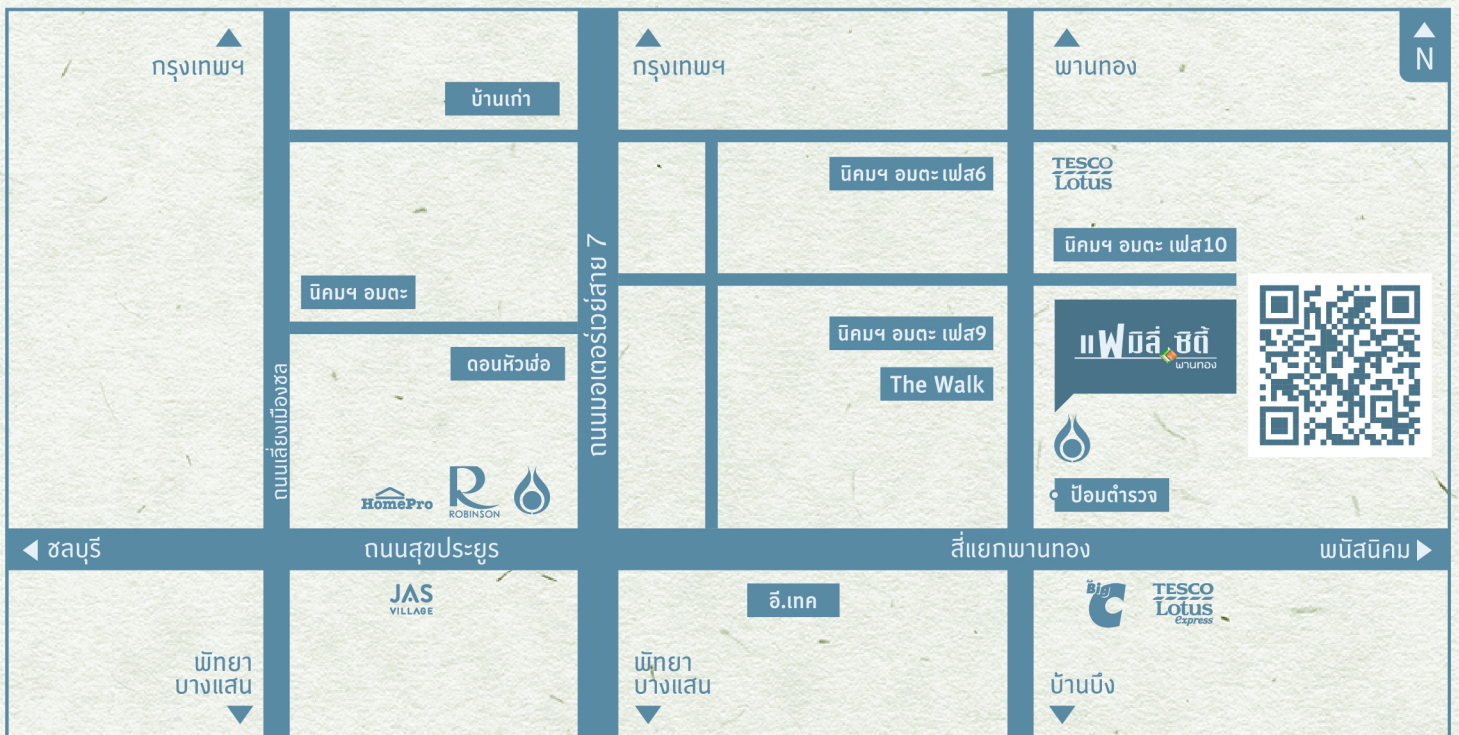 กรุงเทพฯ
กรุงเทพฯ
พานทอง
N
บ้านเก่า
นิคมฯ อมตะ เฟส6
TESCO
Lotus
นิคมฯ อมตะ เฟส10
ถนนมอเตอร์เวย์สาย 7
นิคมฯ อมตะ
นิคมฯ อมตะ เฟส9
แฟมิลี่ ซิตี้
พานทอง
ดอนหัวฬ่อ
The Walk
ถนนเลี่ยงเมืองชล
HomePro
R
ROBINSON
ป้อมตำรวจ
ชลบุรี
ถนนสุขประยูร
สี่แยกพานทอง
พนัสนิคม
JAS
VILLAGE
อี.เทค
Big C
TESCO
Lotus
express
พัทยา
บางแสน
พัทยา
บางแสน
บ้านบึง